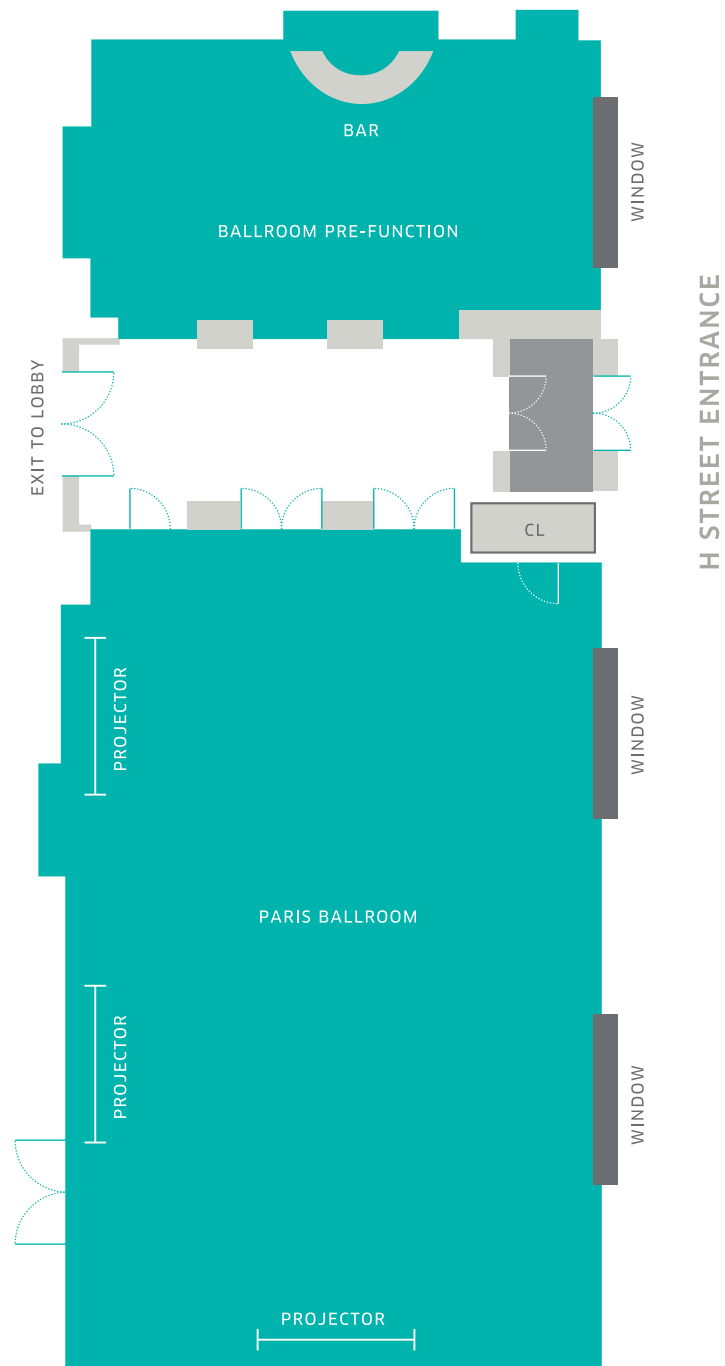 BAR
WINDOW
BALLROOM PRE-FUNCTION
H STREET ENTRANCE
EXIT TO LOBBY
CL
PROJECTOR
WINDOW
PARIS BALLROOM
PROJECTOR
WINDOW
PROJECTOR